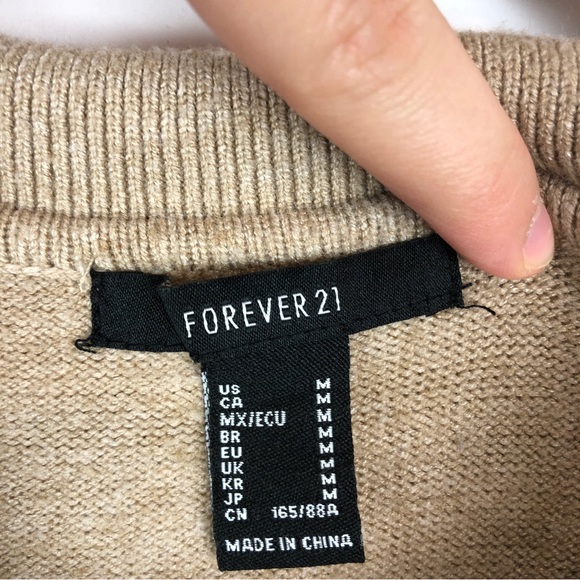 FOREVER 21
US M
CA M
MX/ECU M
BR M
EU M
UK M
KR M
JP M
CN 165/88A
MADE IN CHINA